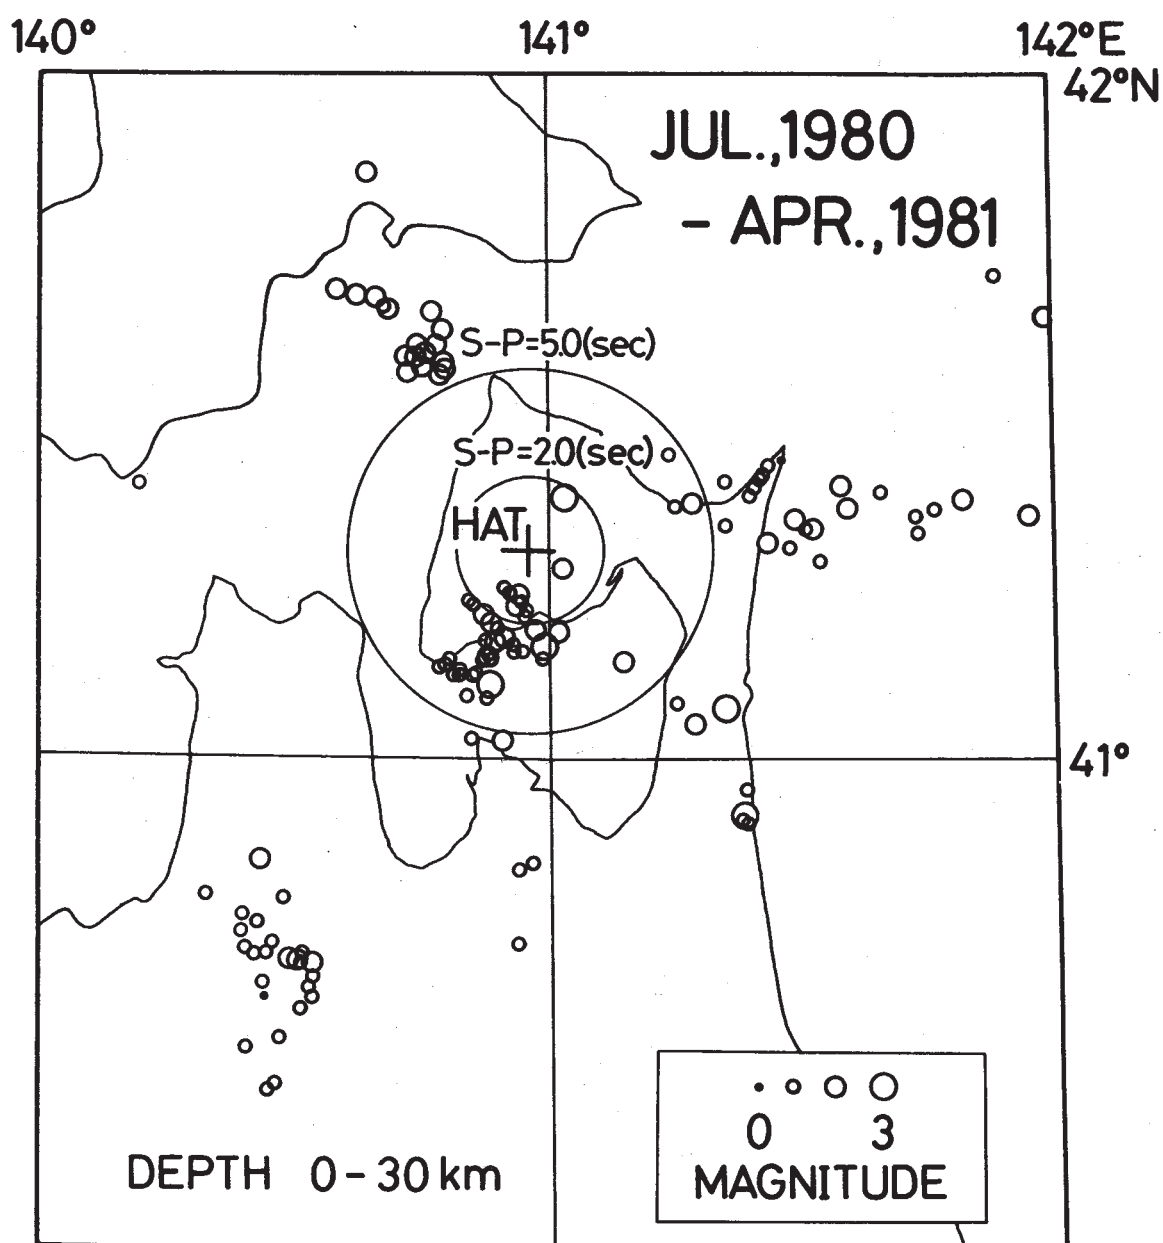 140° 141° 142°E
42°N
JUL.,1980
- APR.,1981
S-P=5.0(sec)
S-P=2.0(sec)
HAT
41°
0 3
MAGNITUDE
DEPTH 0-30 km